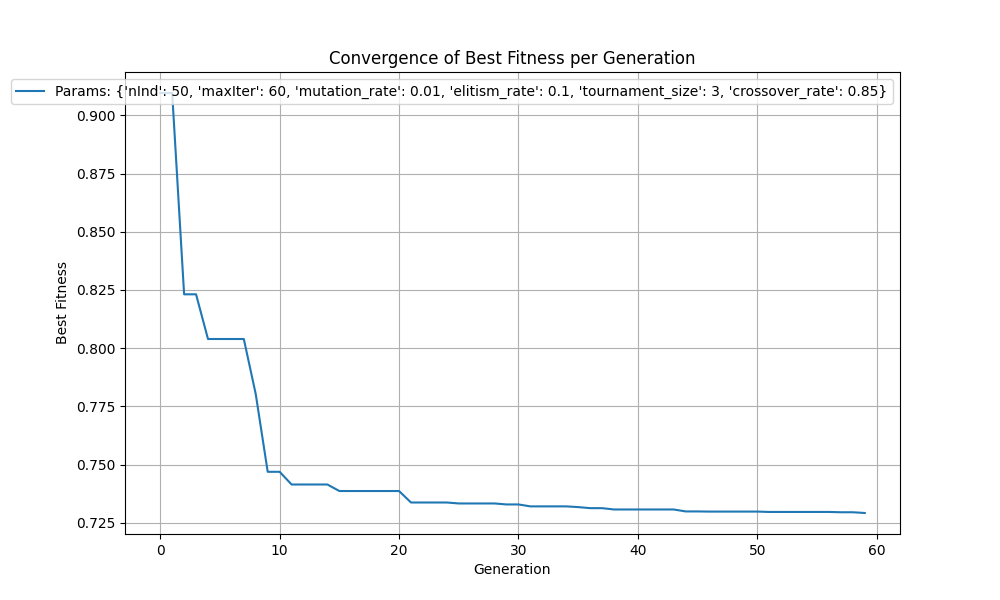 Convergence of Best Fitness per Generation
Params: {'nInd': 50, 'maxIter': 60, 'mutation_rate': 0.01, 'elitism_rate': 0.1, 'tournament_size': 3, 'crossover_rate': 0.85}
0.900
0.875
0.850
0.825
0.800
0.775
0.750
0.725
Best Fitness
0 10 20 30 40 50 60
Generation